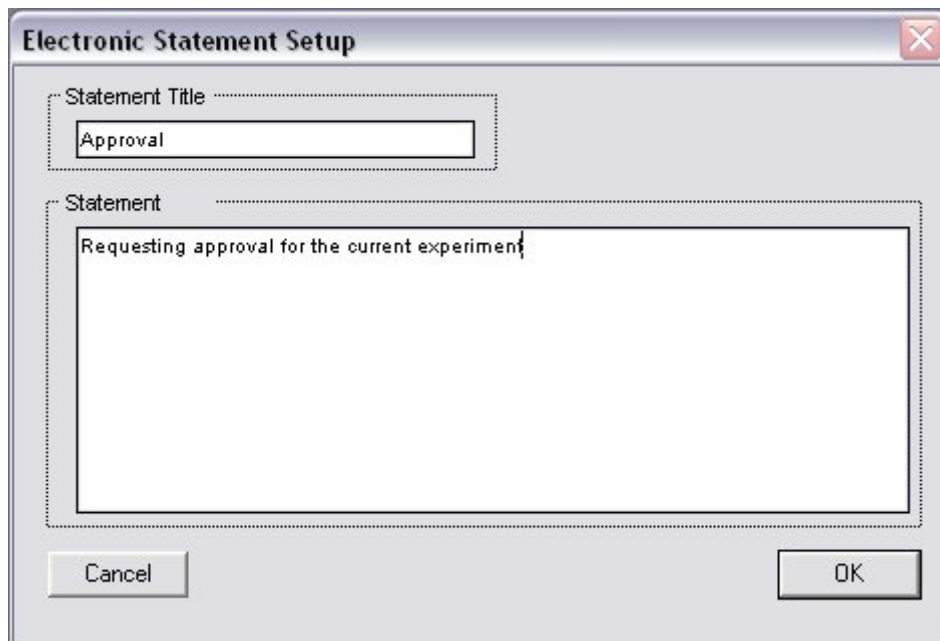 Electronic Statement Setup
Statement Title
Approval
Statement
Requesting approval for the current experiment
Cancel
OK